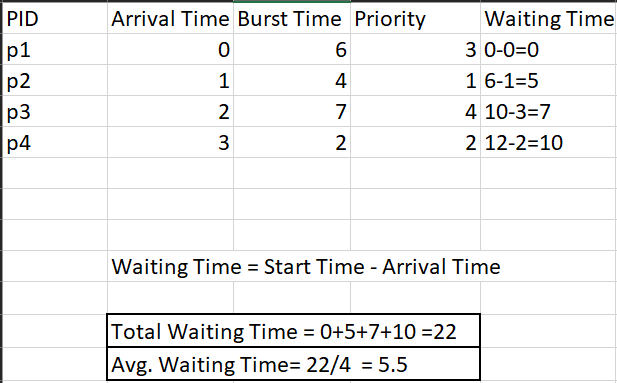 PID Arrival Time Burst Time Priority Waiting Time
p1 0 6 3 0-0=0
p2 1 4 1 6-1=5
p3 2 7 4 10-3=7
p4 3 2 2 12-2=10
Waiting Time = Start Time - Arrival Time
Total Waiting Time = 0+5+7+10 =22
Avg. Waiting Time= 22/4 = 5.5